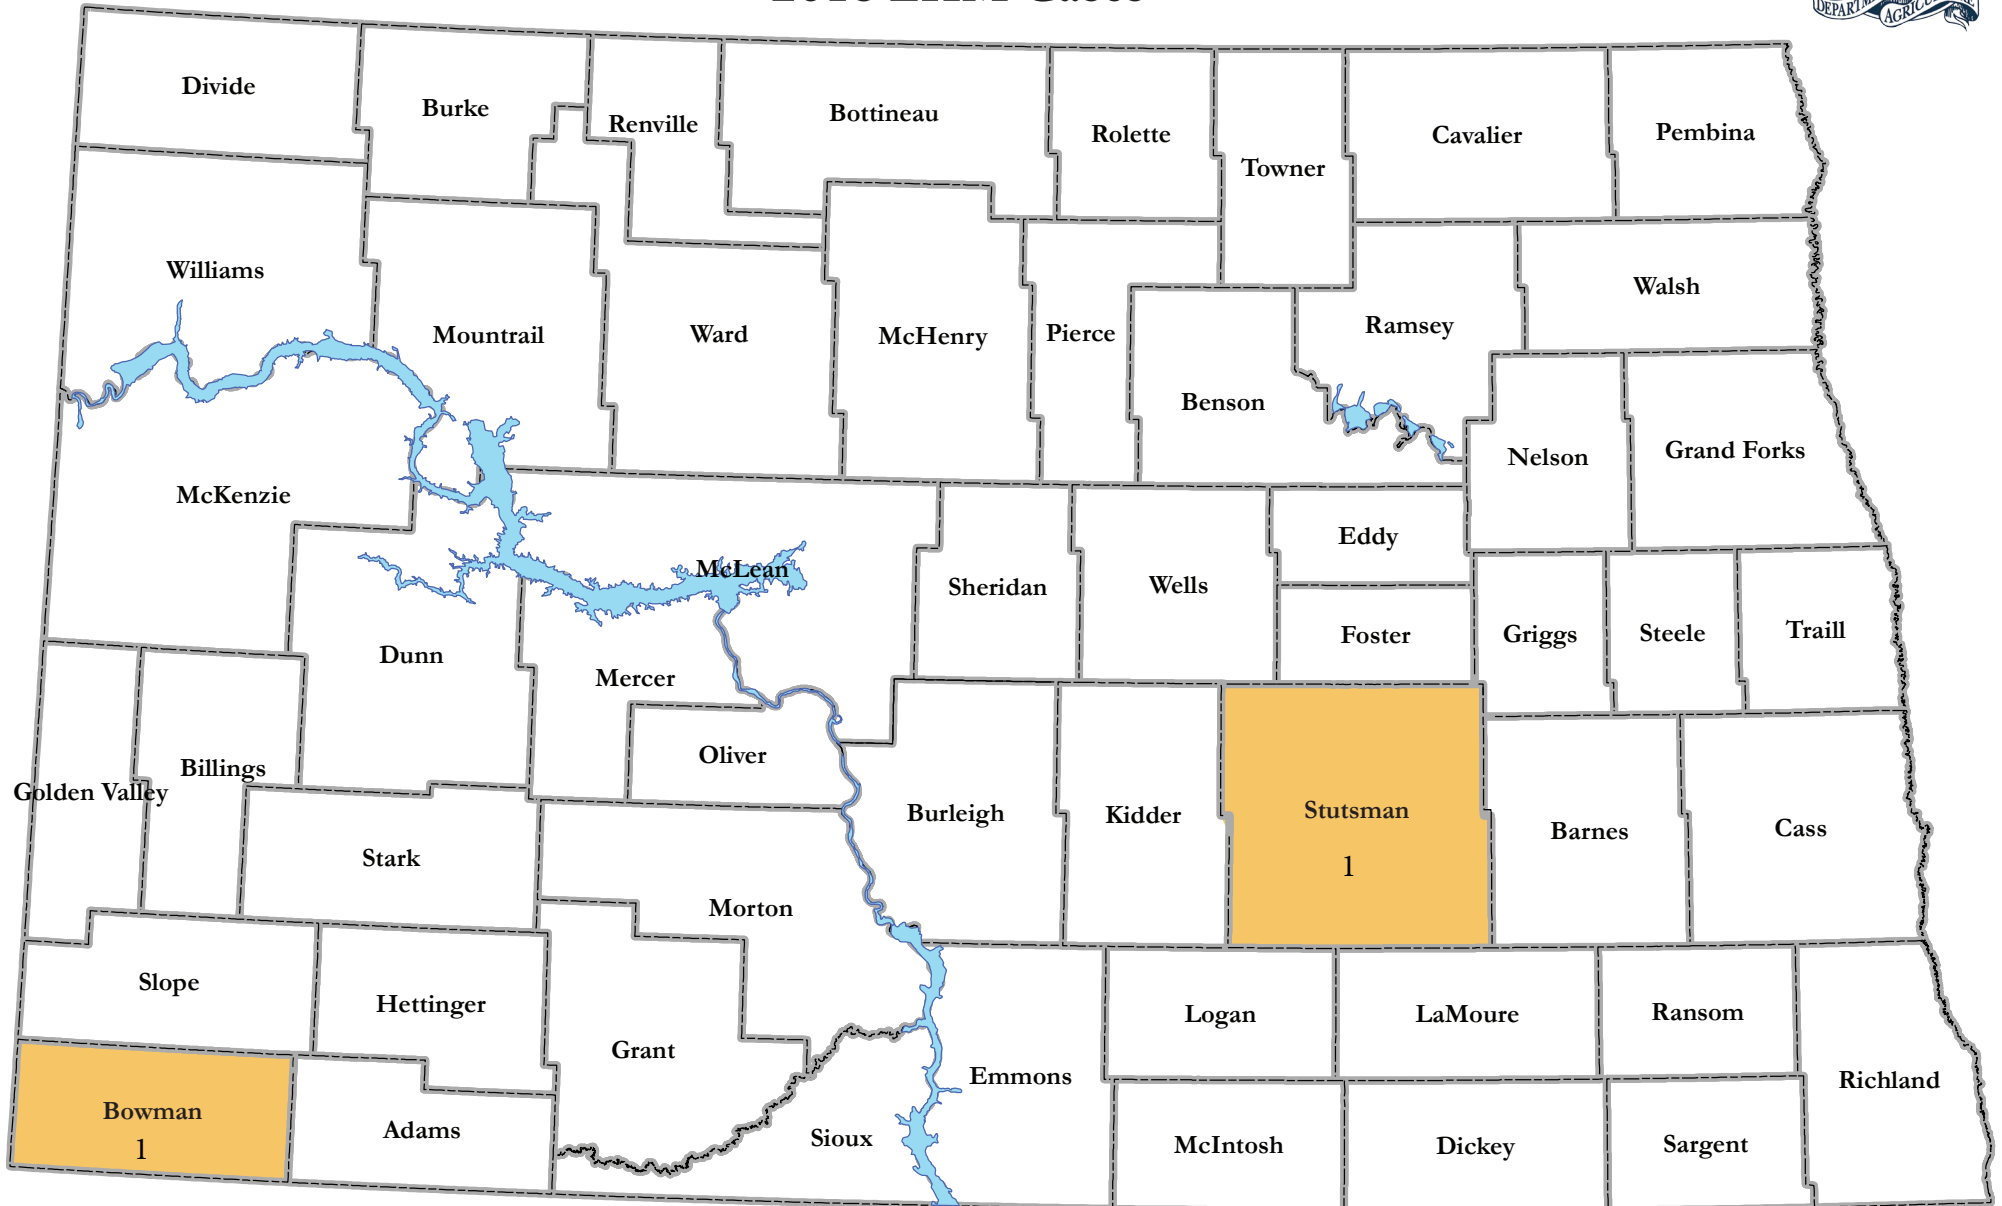 Divide
Burke
Renville
Bottineau
Rolette
Towner
Cavalier
Pembina
Williams
Mountrail
Ward
McHenry
Pierce
Benson
Ramsey
Walsh
Nelson
Grand Forks
McKenzie
Dunn
McLean
Mercer
Oliver
Sheridan
Wells
Eddy
Foster
Griggs
Steele
Traill
Golden Valley
Billings
Stark
Morton
Burleigh
Kidder
Stutsman
1
Barnes
Cass
Slope
Hettinger
Grant
Bowman
1
Adams
Sioux
Emmons
Logan
LaMoure
Ransom
Richland
McIntosh
Dickey
Sargent